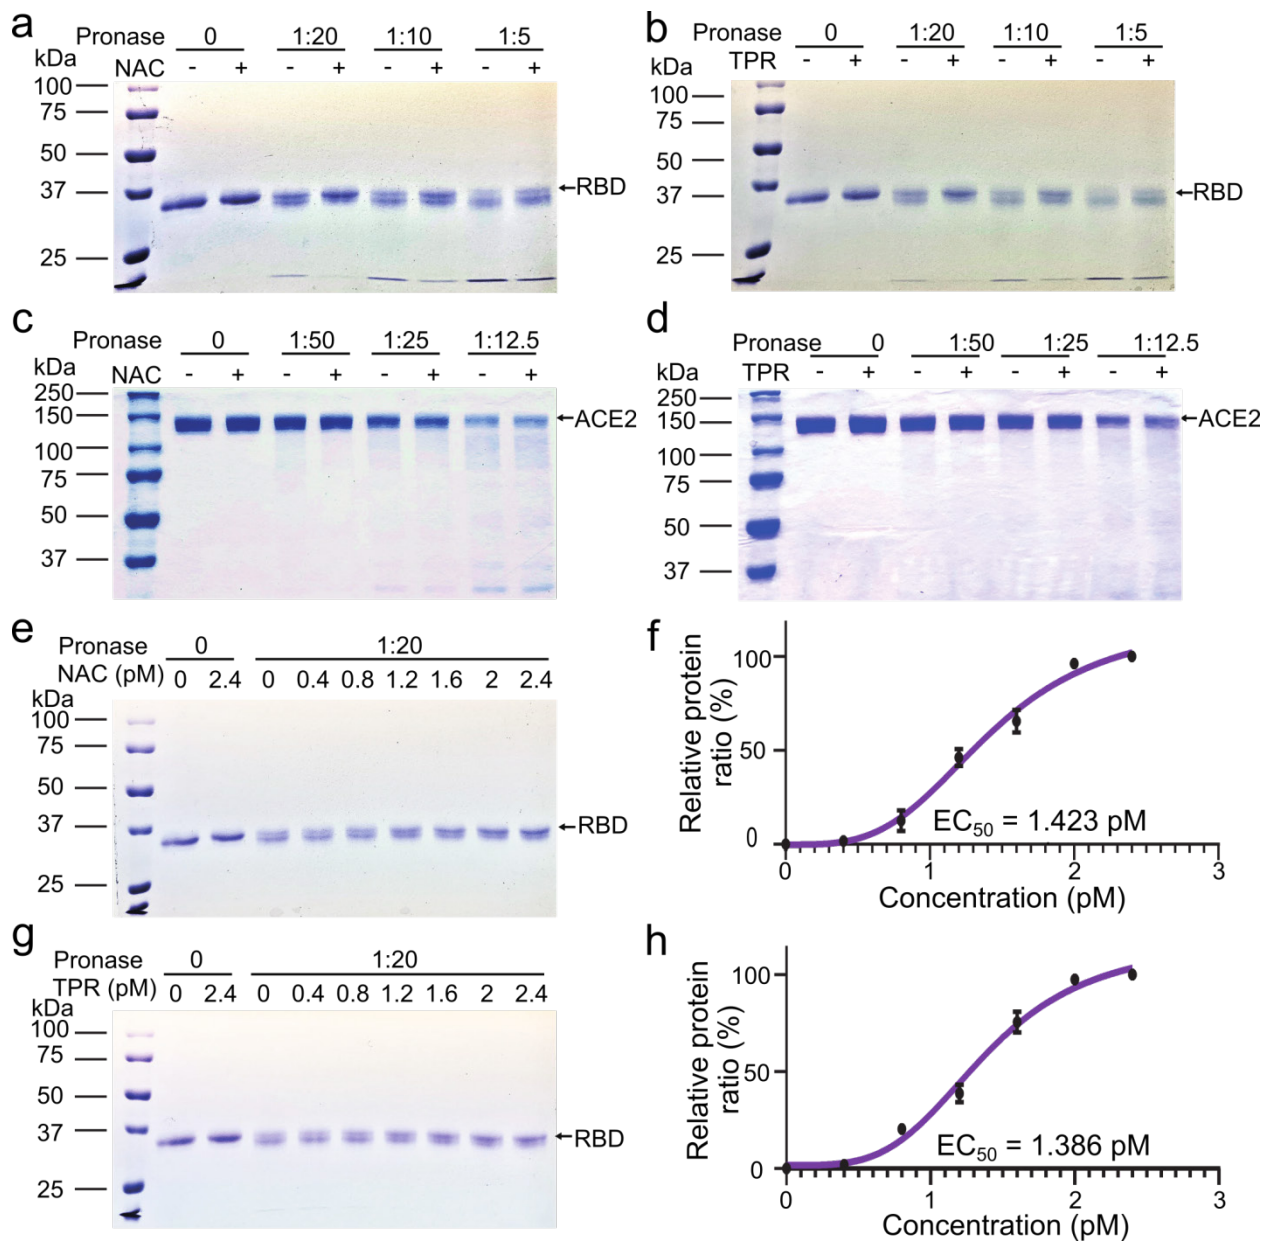 a
Pronase 0 1:20 1:10 1:5
kDa
NAC - + - + - + - +
100
75
50
37
25
←RBD
b
Pronase 0 1:20 1:10 1:5
kDa
TPR - + - + - + - +
100
75
50
37
25
←RBD
c
Pronase 0 1:50 1:25 1:12.5
kDa
NAC - + - + - + - +
250
150
100
75
50
37
←ACE2
d
Pronase 0 1:50 1:25 1:12.5
kDa
TPR - + - + - + - +
250
150
100
75
50
37
←ACE2
e
Pronase 0 1:20
NAC (pM) 0 2.4 0 0.4 0.8 1.2 1.6 2 2.4
kDa
100
75
50
37
25
←RBD
f
Relative protein
ratio (%)
100
50
0
EC50 = 1.423 pM
0 1 2 3
Concentration (pM)
g
Pronase 0 1:20
TPR (pM) 0 2.4 0 0.4 0.8 1.2 1.6 2 2.4
kDa
100
75
50
37
25
←RBD
h
Relative protein
ratio (%)
100
50
0
EC50 = 1.386 pM
0 1 2 3
Concentration (pM)